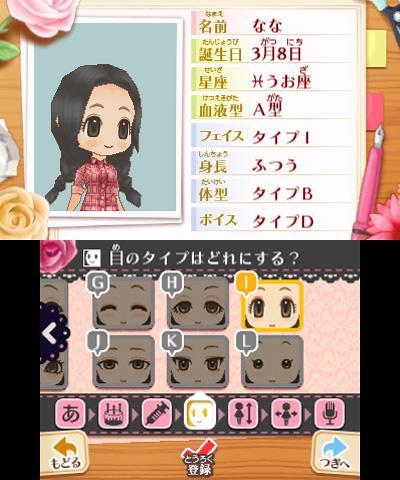 なまえ
名前 なな
たんじょうび がつ にち
誕生日 3月8日
せいざ ざ
星座 ♓うお座
けつえきがた がた
血液型 A型
フェイス タイプ1
しんちょう
身長 ふつう
たいけい
体型 タイプB
ボイス タイプD
め
目のタイプはどれにする？
G H I
J K L
あ
もどる
とうろく
登録
つぎへ